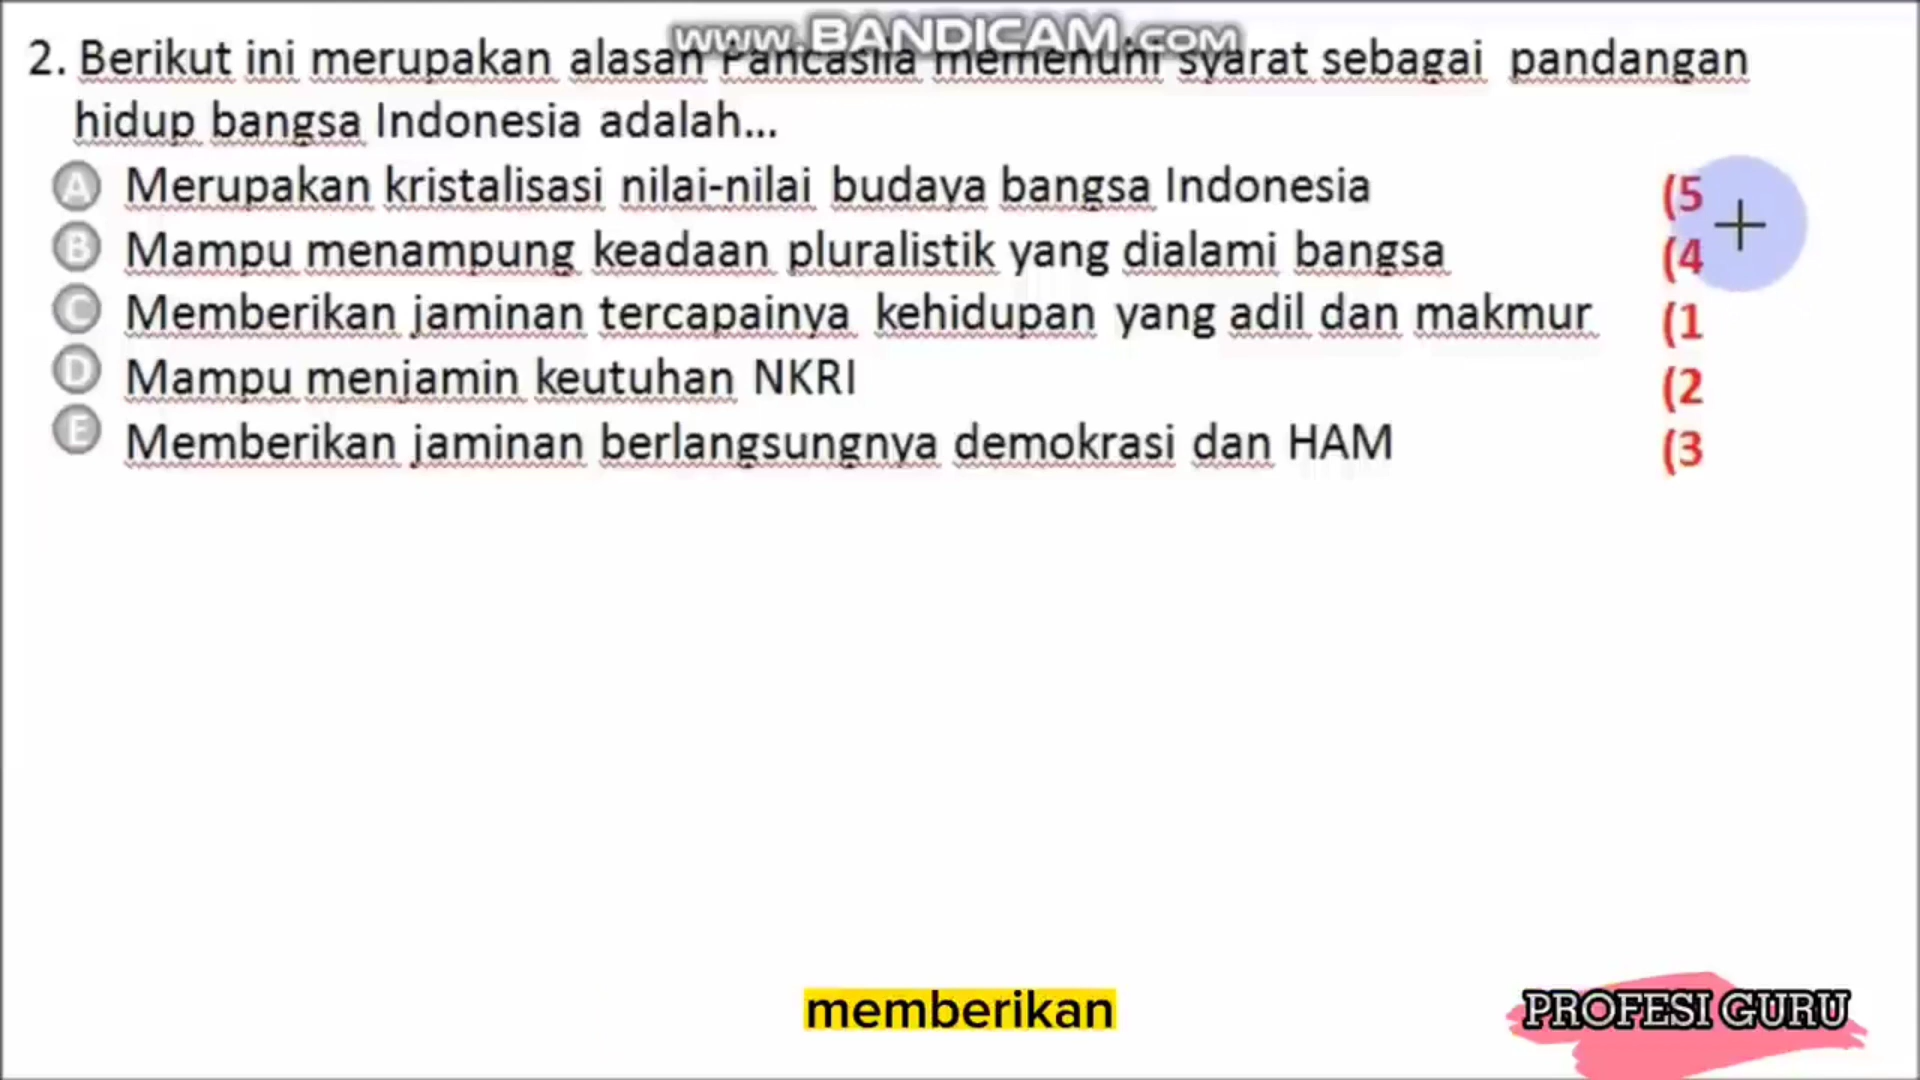 www.BANDICAM.com
2. Berikut ini merupakan alasan Pancasila memenuhi syarat sebagai pandangan
hidup bangsa Indonesia adalah...
A Merupakan kristalisasi nilai-nilai budaya bangsa Indonesia (5
B Mampu menampung keadaan pluralistik yang dialami bangsa (4
C Memberikan jaminan tercapainya kehidupan yang adil dan makmur (1
D Mampu menjamin keutuhan NKRI (2
E Memberikan jaminan berlangsungnya demokrasi dan HAM (3
memberikan
PROFESI GURU